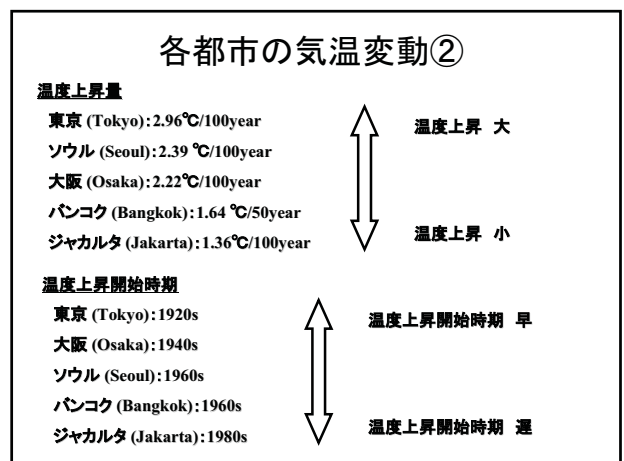 各都市の気温変動②
温度上昇量
東京 (Tokyo):2.96℃/100year
ソウル (Seoul):2.39 ℃/100year
大阪 (Osaka):2.22℃/100year
バンコク (Bangkok):1.64 ℃/50year
ジャカルタ (Jakarta):1.36℃/100year
温度上昇 大
温度上昇 小
温度上昇開始時期
東京 (Tokyo):1920s
大阪 (Osaka):1940s
ソウル (Seoul):1960s
バンコク (Bangkok):1960s
ジャカルタ (Jakarta):1980s
温度上昇開始時期 早
温度上昇開始時期 遅